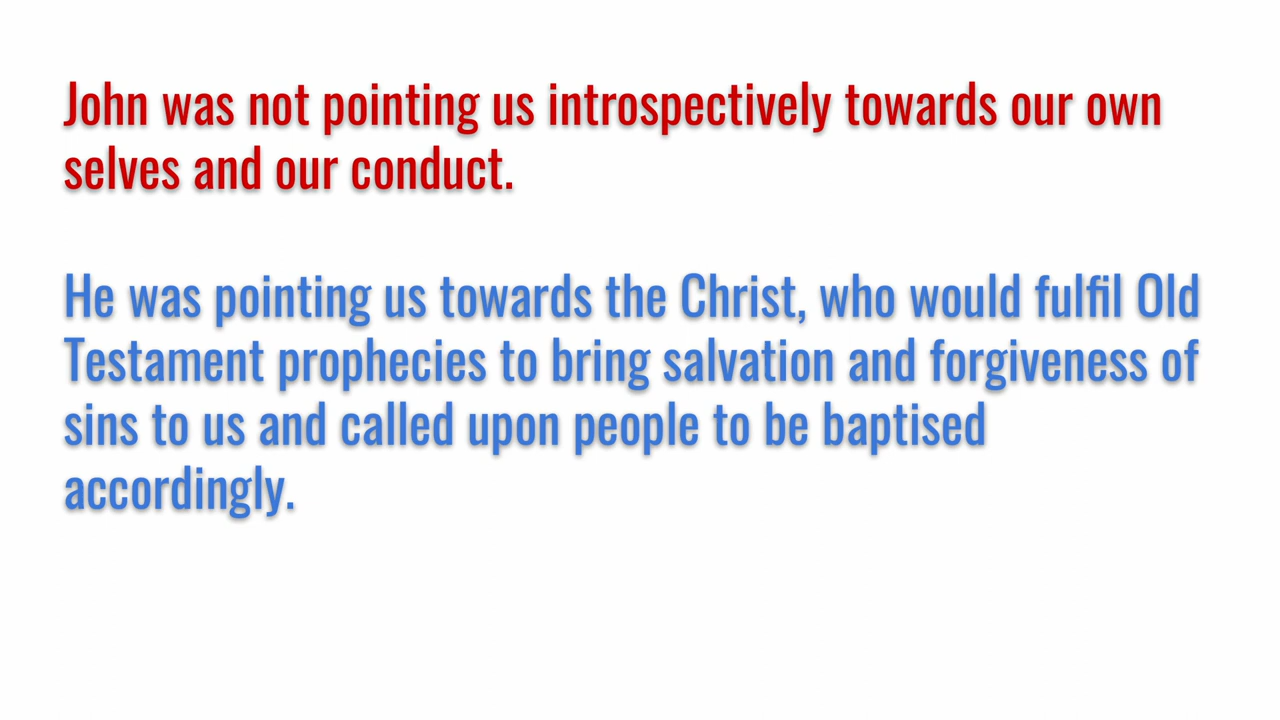 John was not pointing us introspectively towards our own
selves and our conduct.
He was pointing us towards the Christ, who would fulfil Old
Testament prophecies to bring salvation and forgiveness of
sins to us and called upon people to be baptised
accordingly.